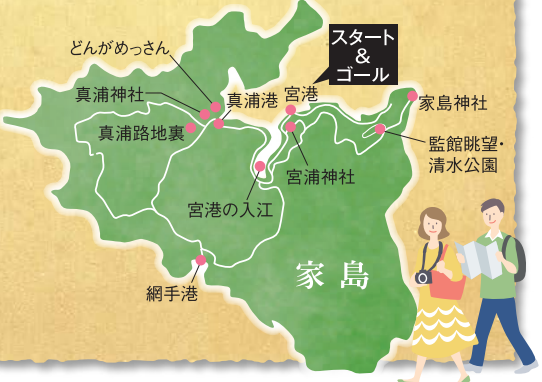 スタート
&
ゴール
どんがめっさん
真浦神社
真浦港
宮港
家島神社
真浦路地裏
監館眺望・
清水公園
宮浦神社
宮港の入江
家島
網手港